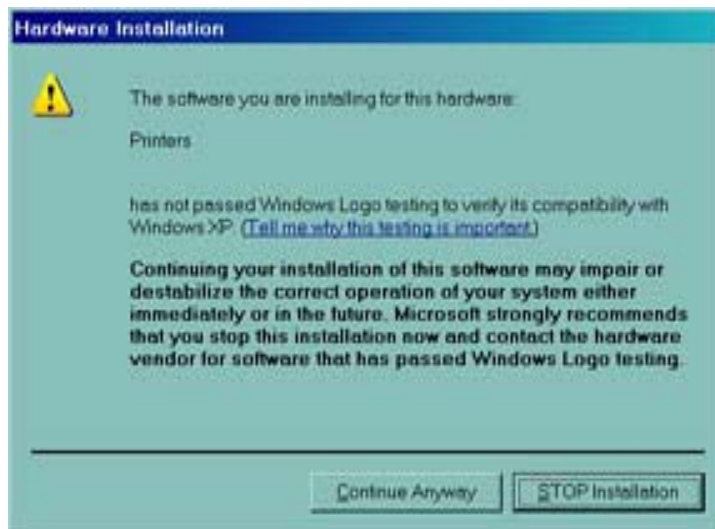 Hardware Installation
The software you are installing for this hardware:
Printers
has not passed Windows Logo testing to verify its compatibility with
Windows XP. (Tell me why this testing is important.)
Continuing your installation of this software may impair or
destabilize the correct operation of your system either
immediately or in the future. Microsoft strongly recommends
that you stop this installation now and contact the hardware
vendor for software that has passed Windows Logo testing.
Continue Anyway
STOP Installation